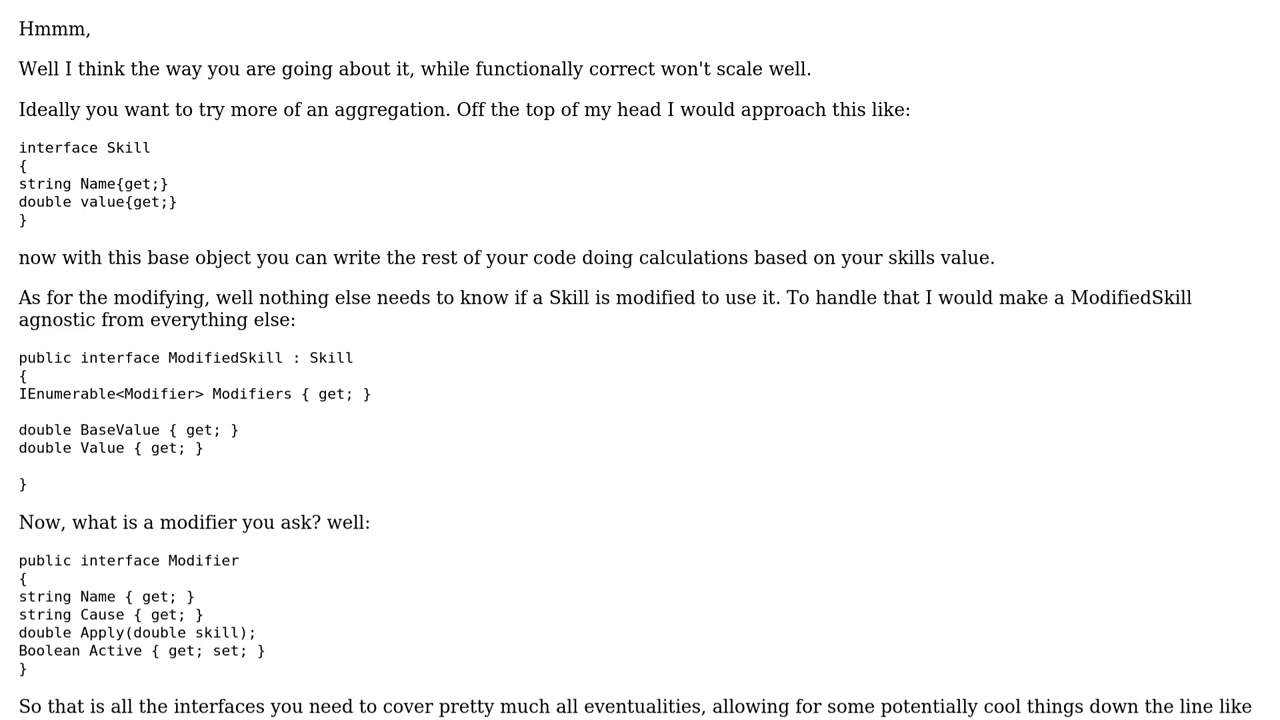 Hmmm,
Well I think the way you are going about it, while functionally correct won't scale well.
Ideally you want to try more of an aggregation. Off the top of my head I would approach this like:
interface Skill
{
string Name{get;}
double value{get;}
}
now with this base object you can write the rest of your code doing calculations based on your skills value.
As for the modifying, well nothing else needs to know if a Skill is modified to use it. To handle that I would make a ModifiedSkill
agnostic from everything else:
public interface ModifiedSkill : Skill
{
IEnumerable<Modifier> Modifiers { get; }
double BaseValue { get; }
double Value { get; }
}
Now, what is a modifier you ask? well:
public interface Modifier
{
string Name { get; }
string Cause { get; }
double Apply(double skill);
Boolean Active { get; set; }
}
So that is all the interfaces you need to cover pretty much all eventualities, allowing for some potentially cool things down the line like